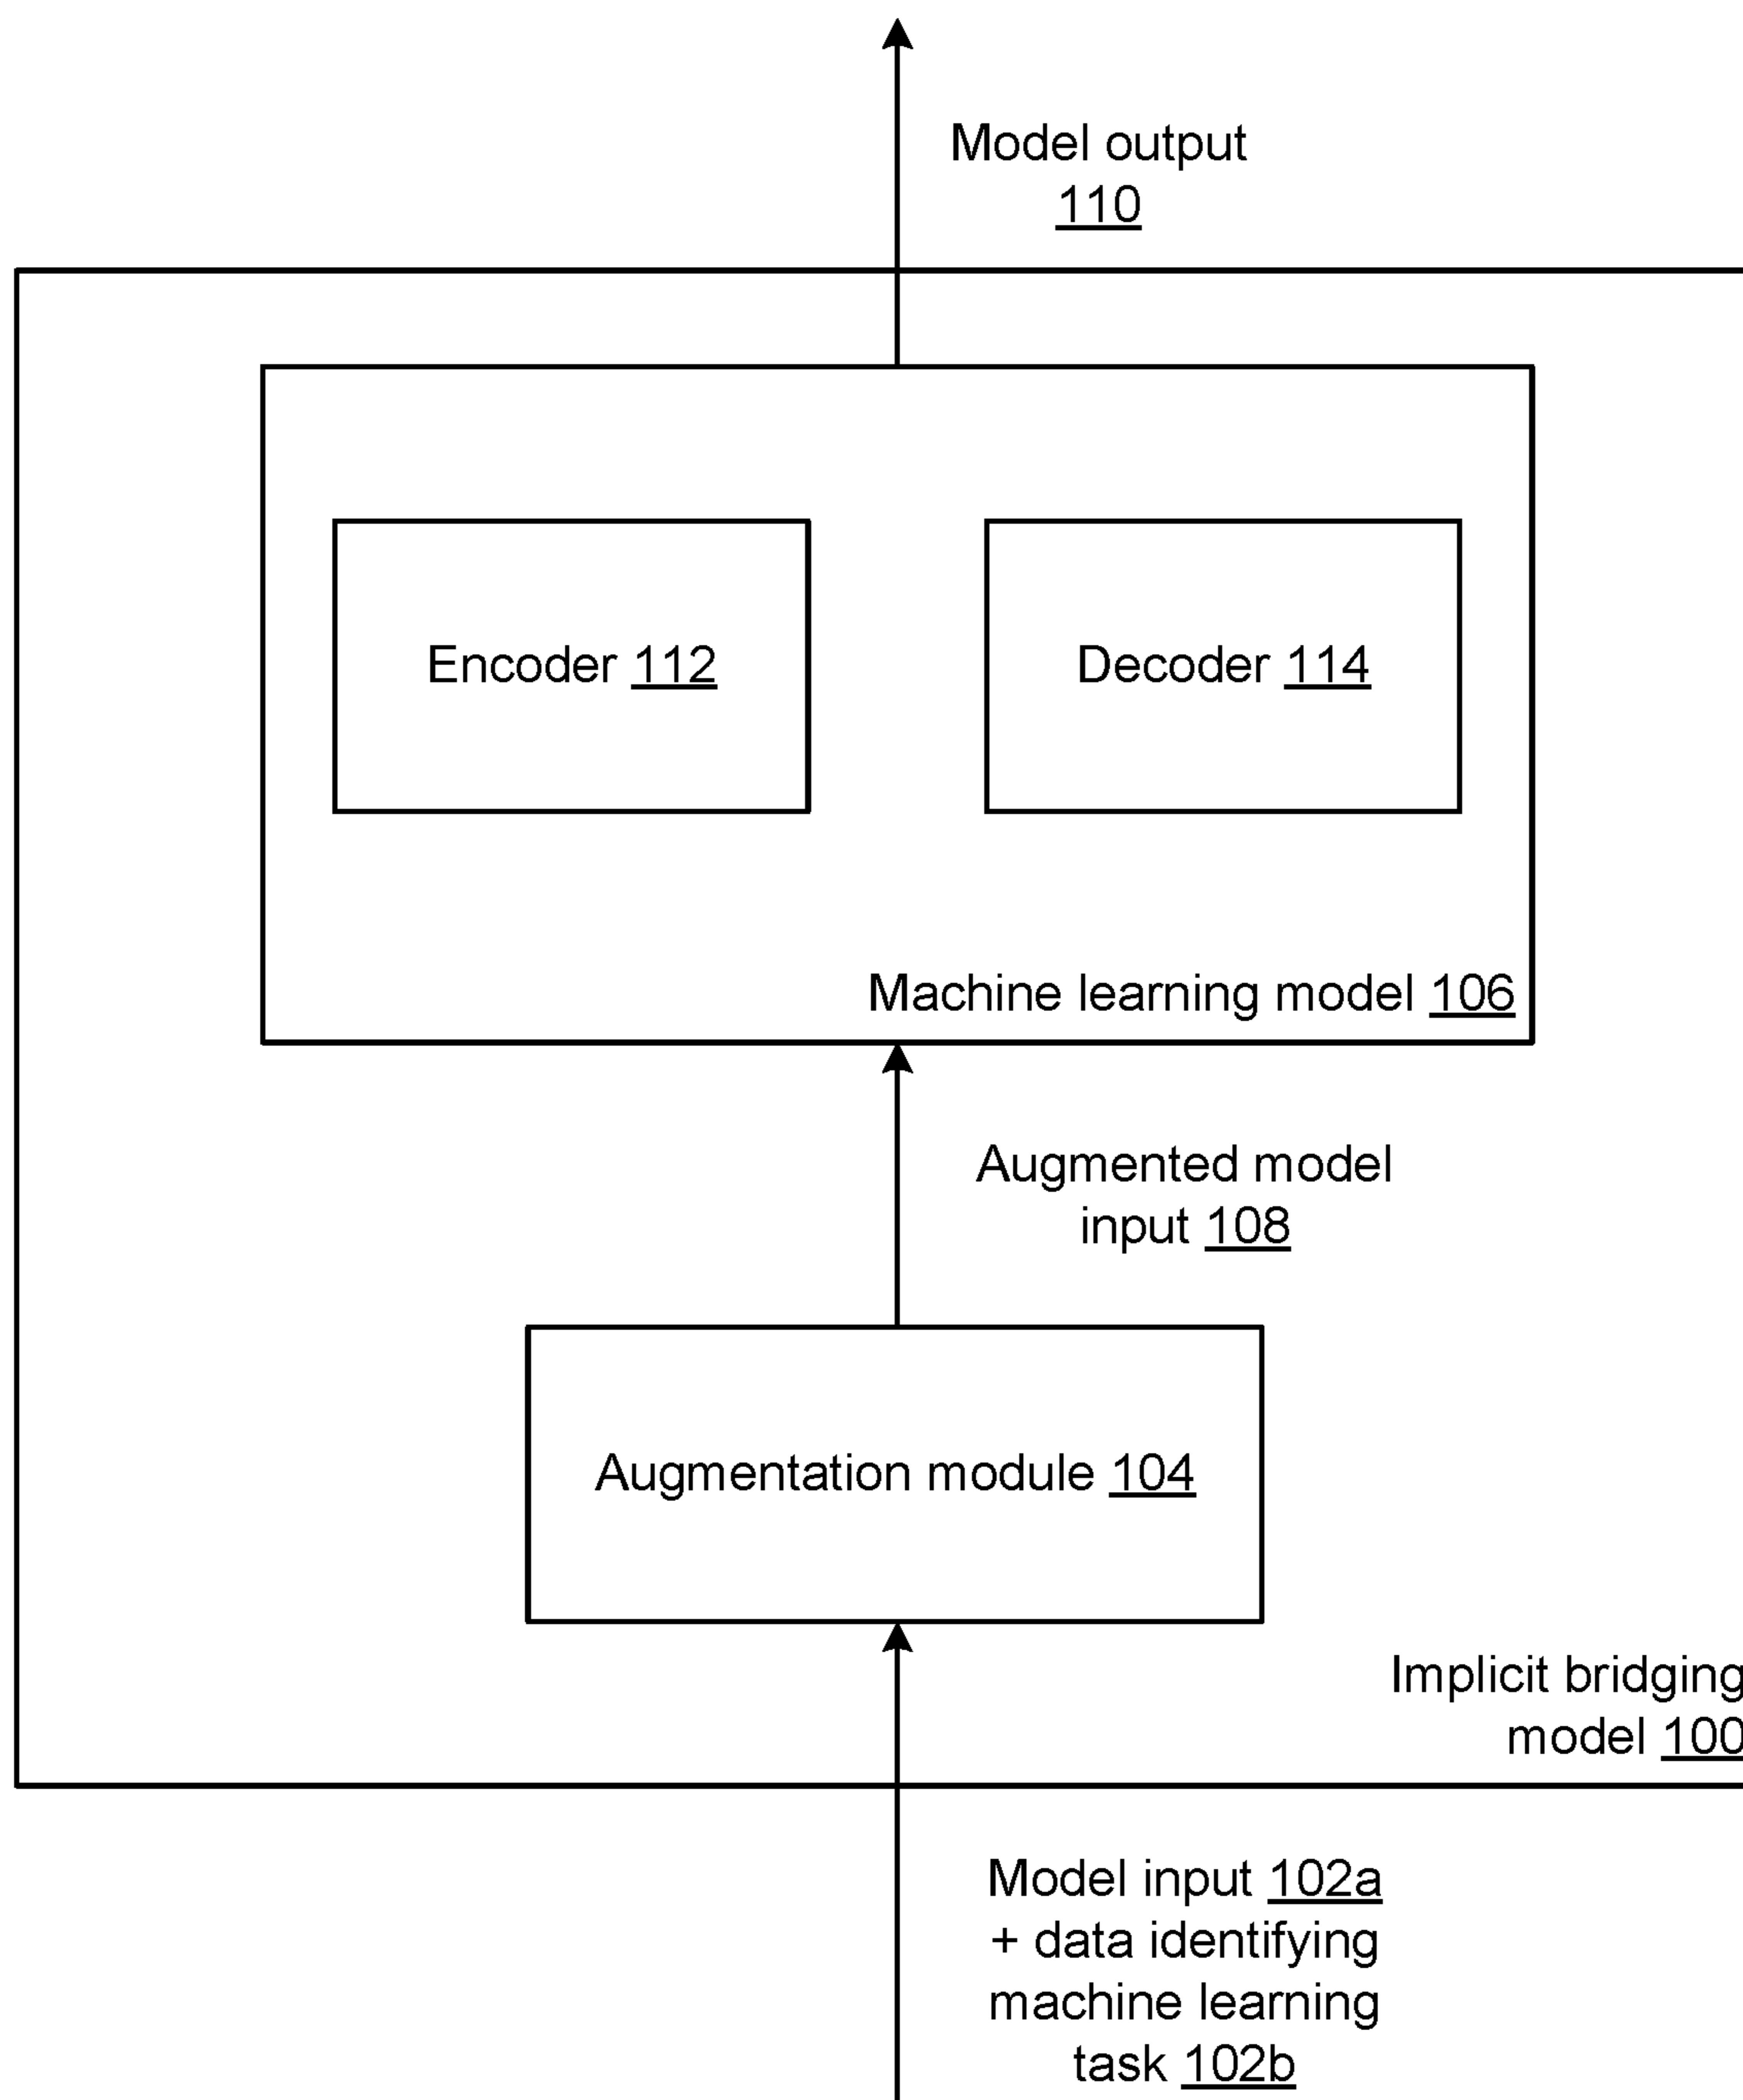 Model output
110
Encoder 112
Decoder 114
Machine learning model 106
Augmented model
input 108
Augmentation module 104
Implicit bridging
model 100
Model input 102a
+ data identifying
machine learning
task 102b